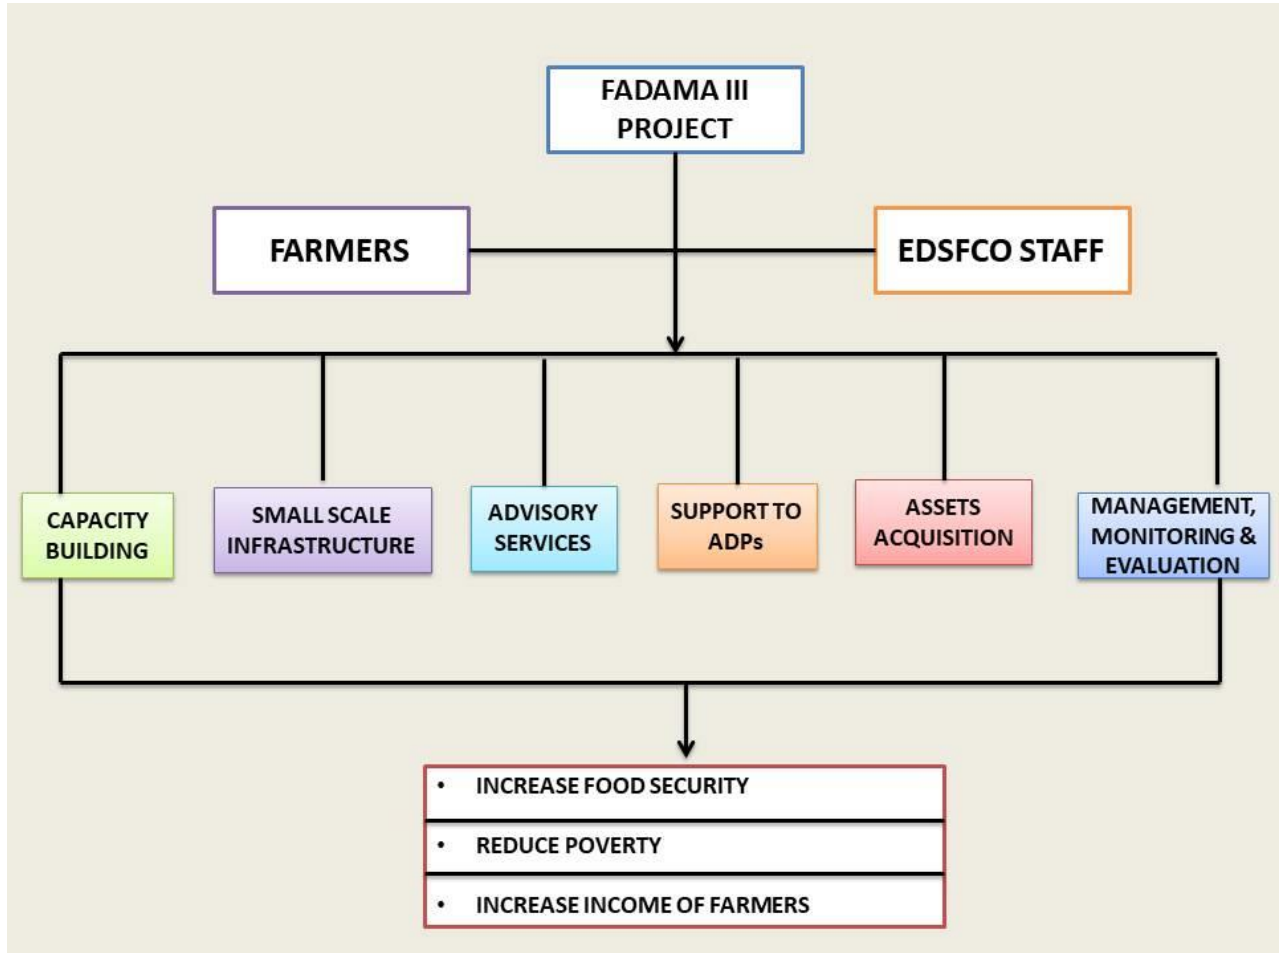 FADAMA III
PROJECT
FARMERS
EDSFCO STAFF
CAPACITY
BUILDING
SMALL SCALE
INFRASTRUCTURE
ADVISORY
SERVICES
SUPPORT TO
ADPs
ASSETS
ACQUISITION
MANAGEMENT,
MONITORING &
EVALUATION
• INCREASE FOOD SECURITY
• REDUCE POVERTY
• INCREASE INCOME OF FARMERS